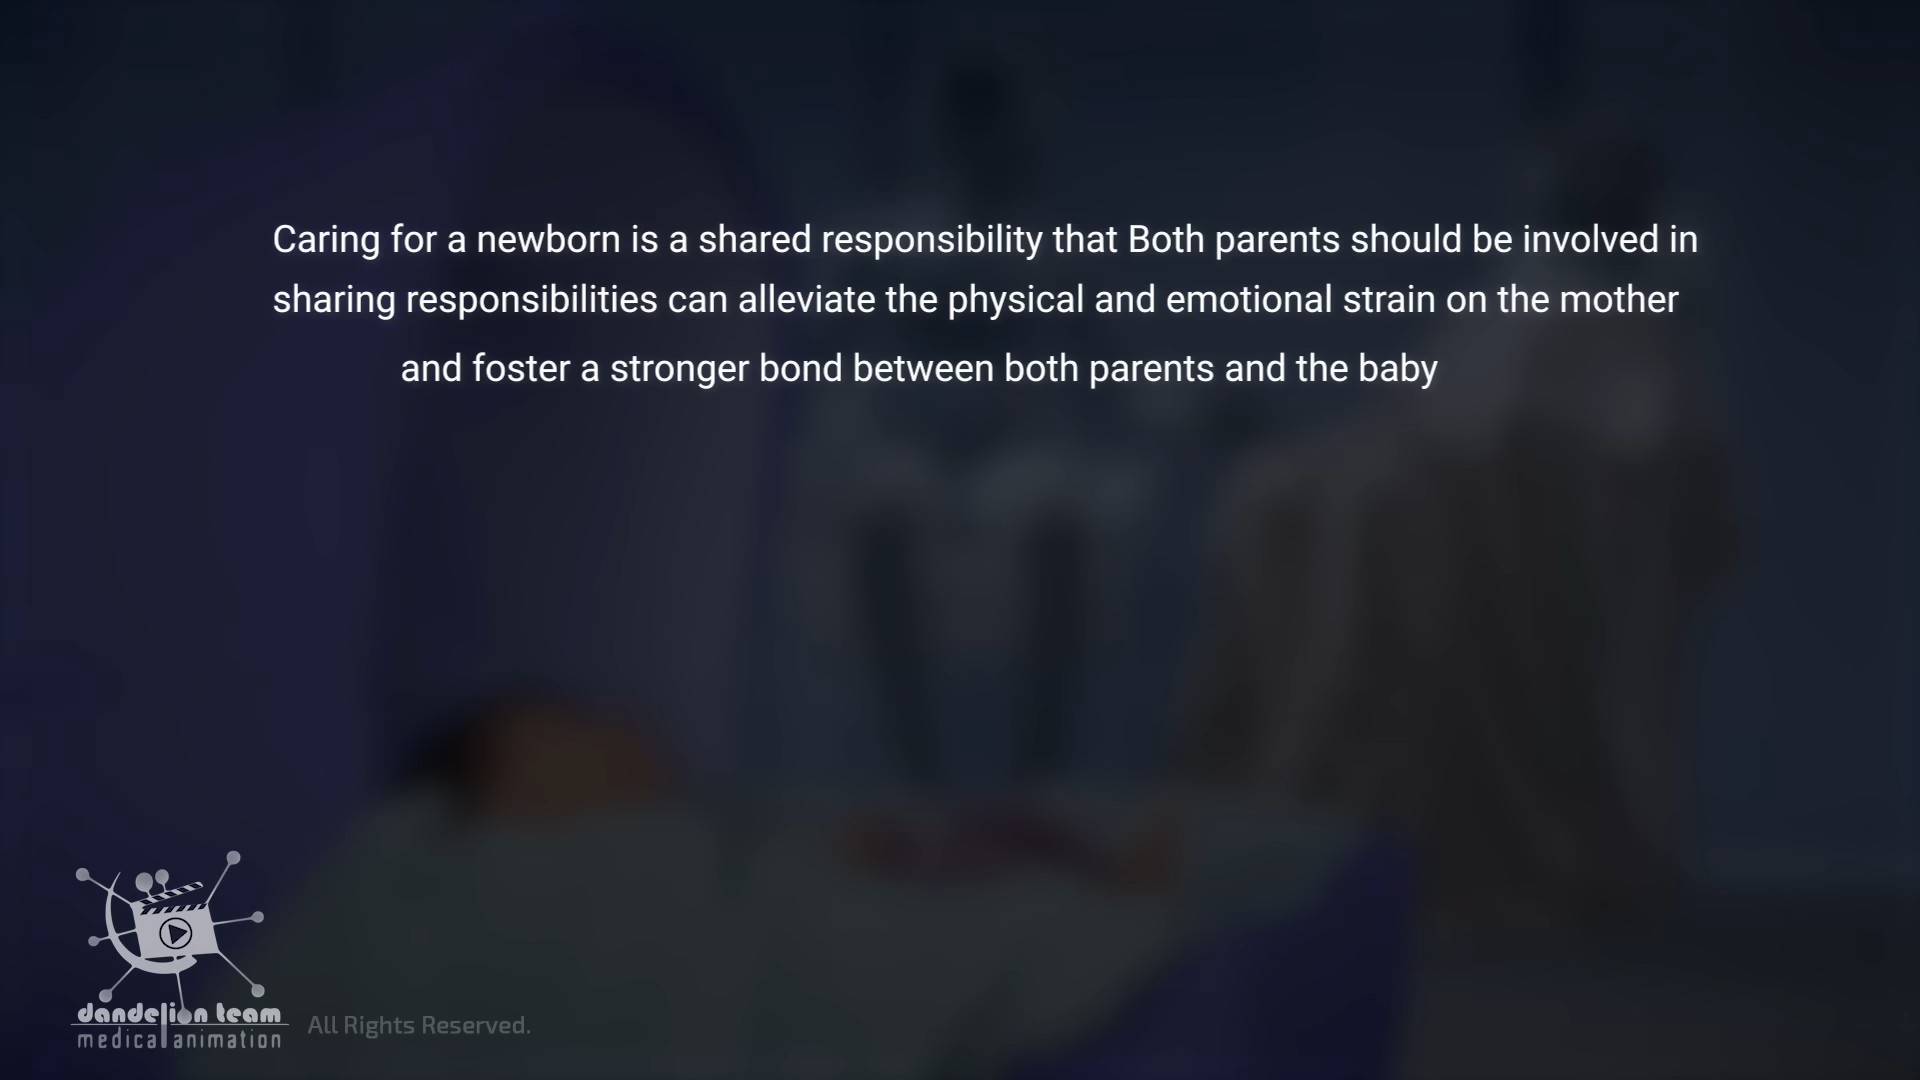 Caring for a newborn is a shared responsibility that Both parents should be involved in
sharing responsibilities can alleviate the physical and emotional strain on the mother
and foster a stronger bond between both parents and the baby
dandelion team
medical animation
All Rights Reserved.